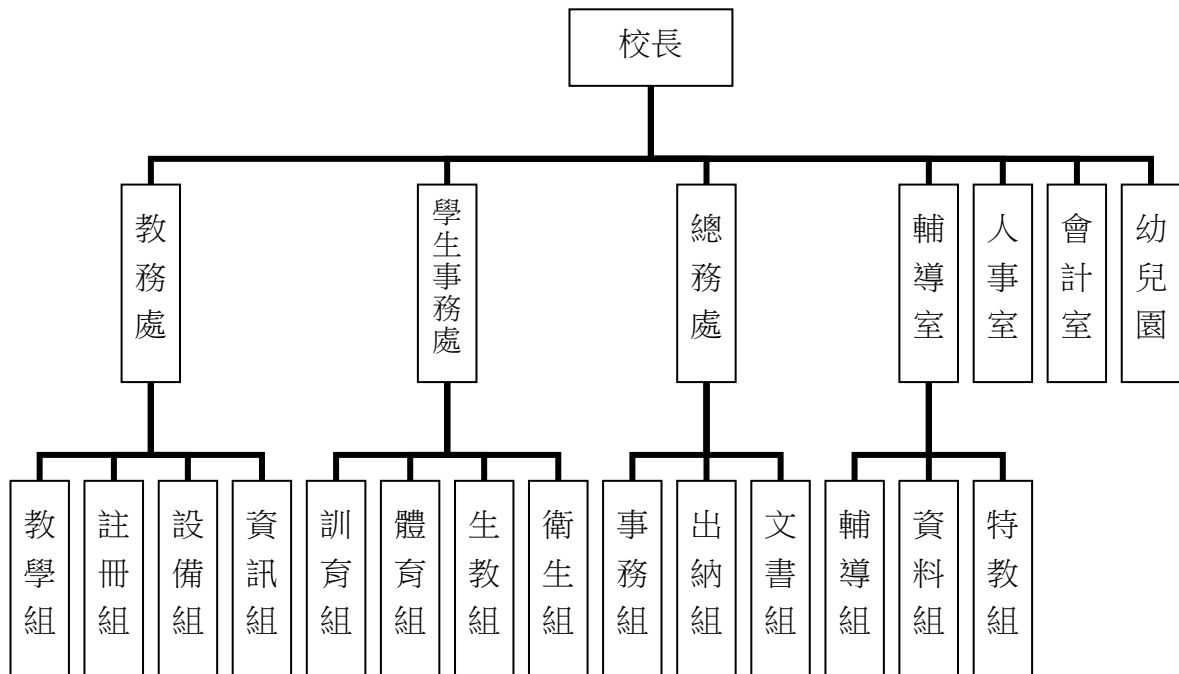 校長
教務處
學生事務處
總務處
輔導室
人事室
會計室
幼兒園
教學組
註冊組
設備組
資訊組
訓育組
體育組
生教組
衛生組
事務組
出納組
文書組
輔導組
資料組
特教組